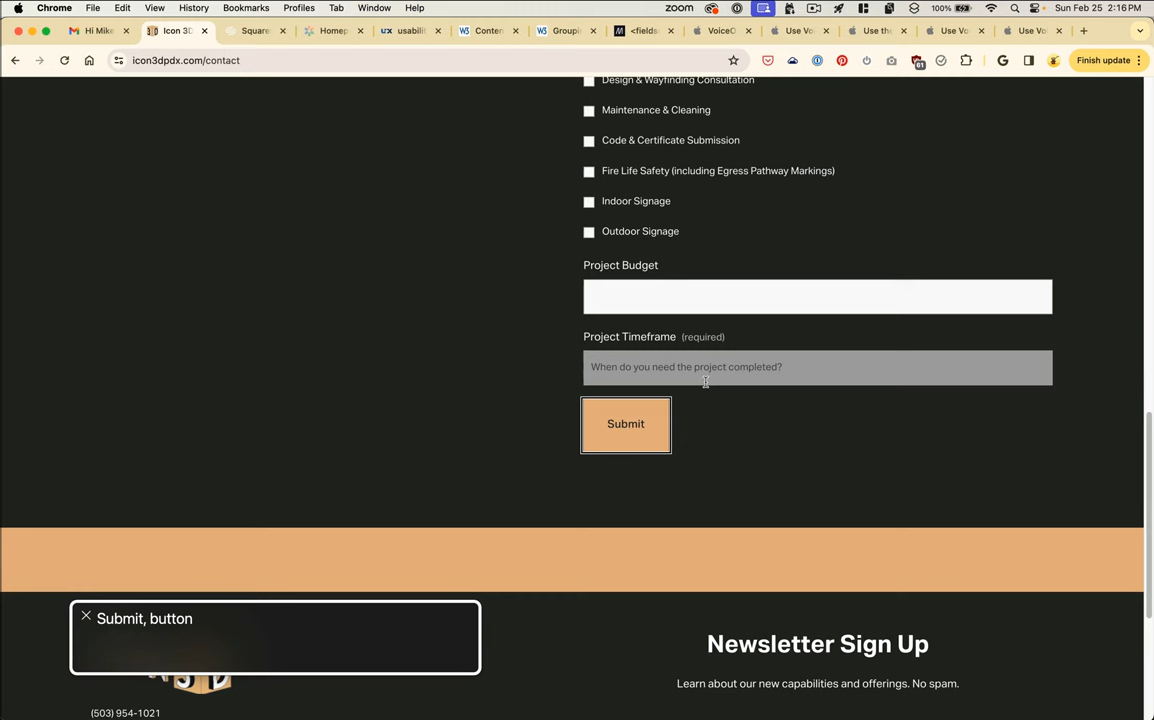 Chrome File Edit View History Bookmarks Profiles Tab Window Help zoom 100% Sun Feb 25 2:16 PM
Hi Mike Icon 3D Square Homep usabili Conten Groupin <fields VoiceO Use Vo Use th Use Vo Use Vo
icon3dpdx.com/contact 61 Finish update
Design & Wayfinding Consultation
Maintenance & Cleaning
Code & Certificate Submission
Fire Life Safety (including Egress Pathway Markings)
Indoor Signage
Outdoor Signage
Project Budget
Project Timeframe (required)
When do you need the project completed?
Submit
Submit, button
Newsletter Sign Up
Learn about our new capabilities and offerings. No spam.
(503) 954-1021